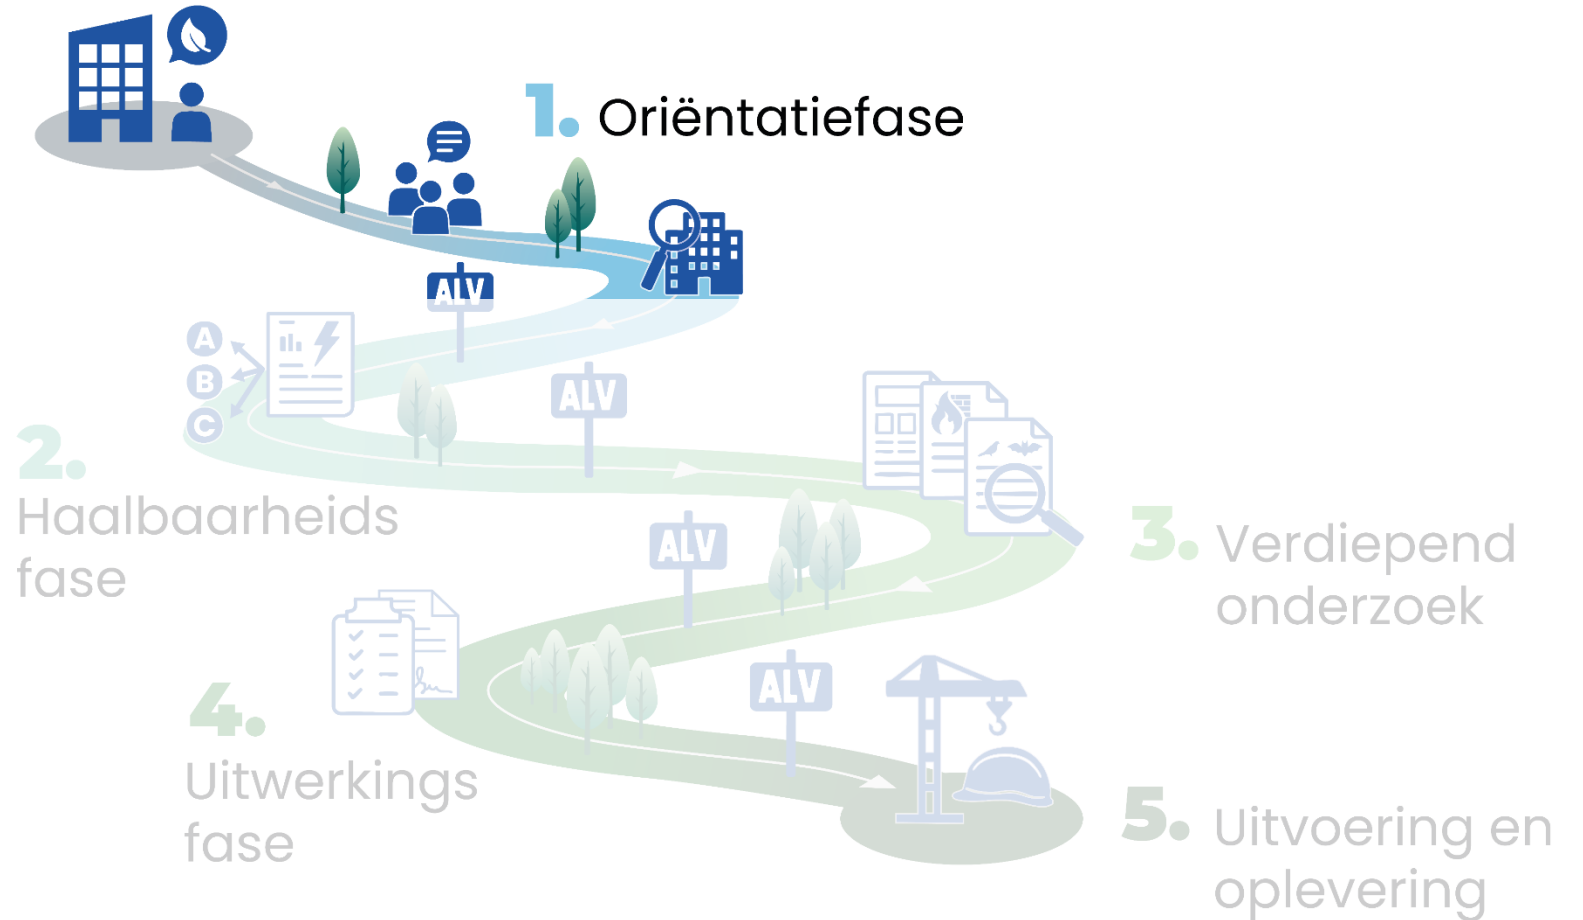 1. Oriëntatiefase
ALV
A
B
C
ALV
2.
Haalbaarheids
fase
ALV
3. Verdiepend
onderzoek
4.
Uitwerkings
fase
ALV
5. Uitvoering en
oplevering